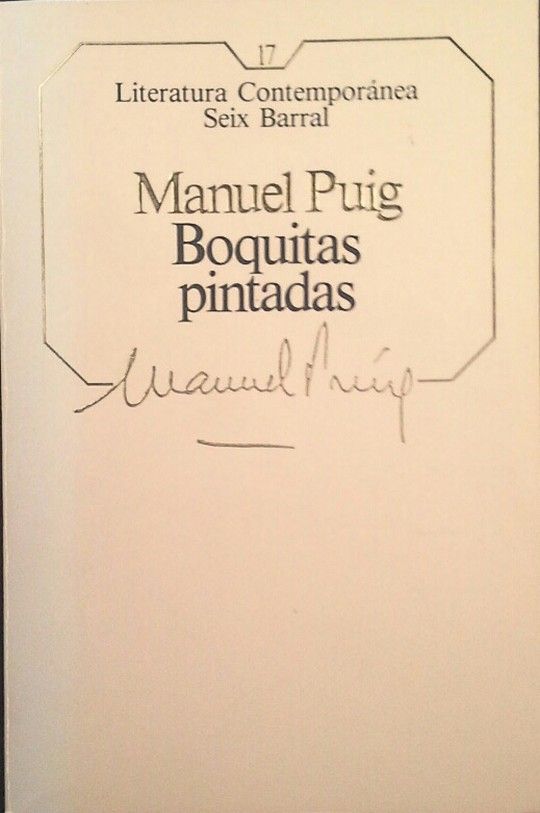 17
Literatura Contemporánea
Seix Barral
Manuel Puig
Boquitas
pintadas
Manuel Puig